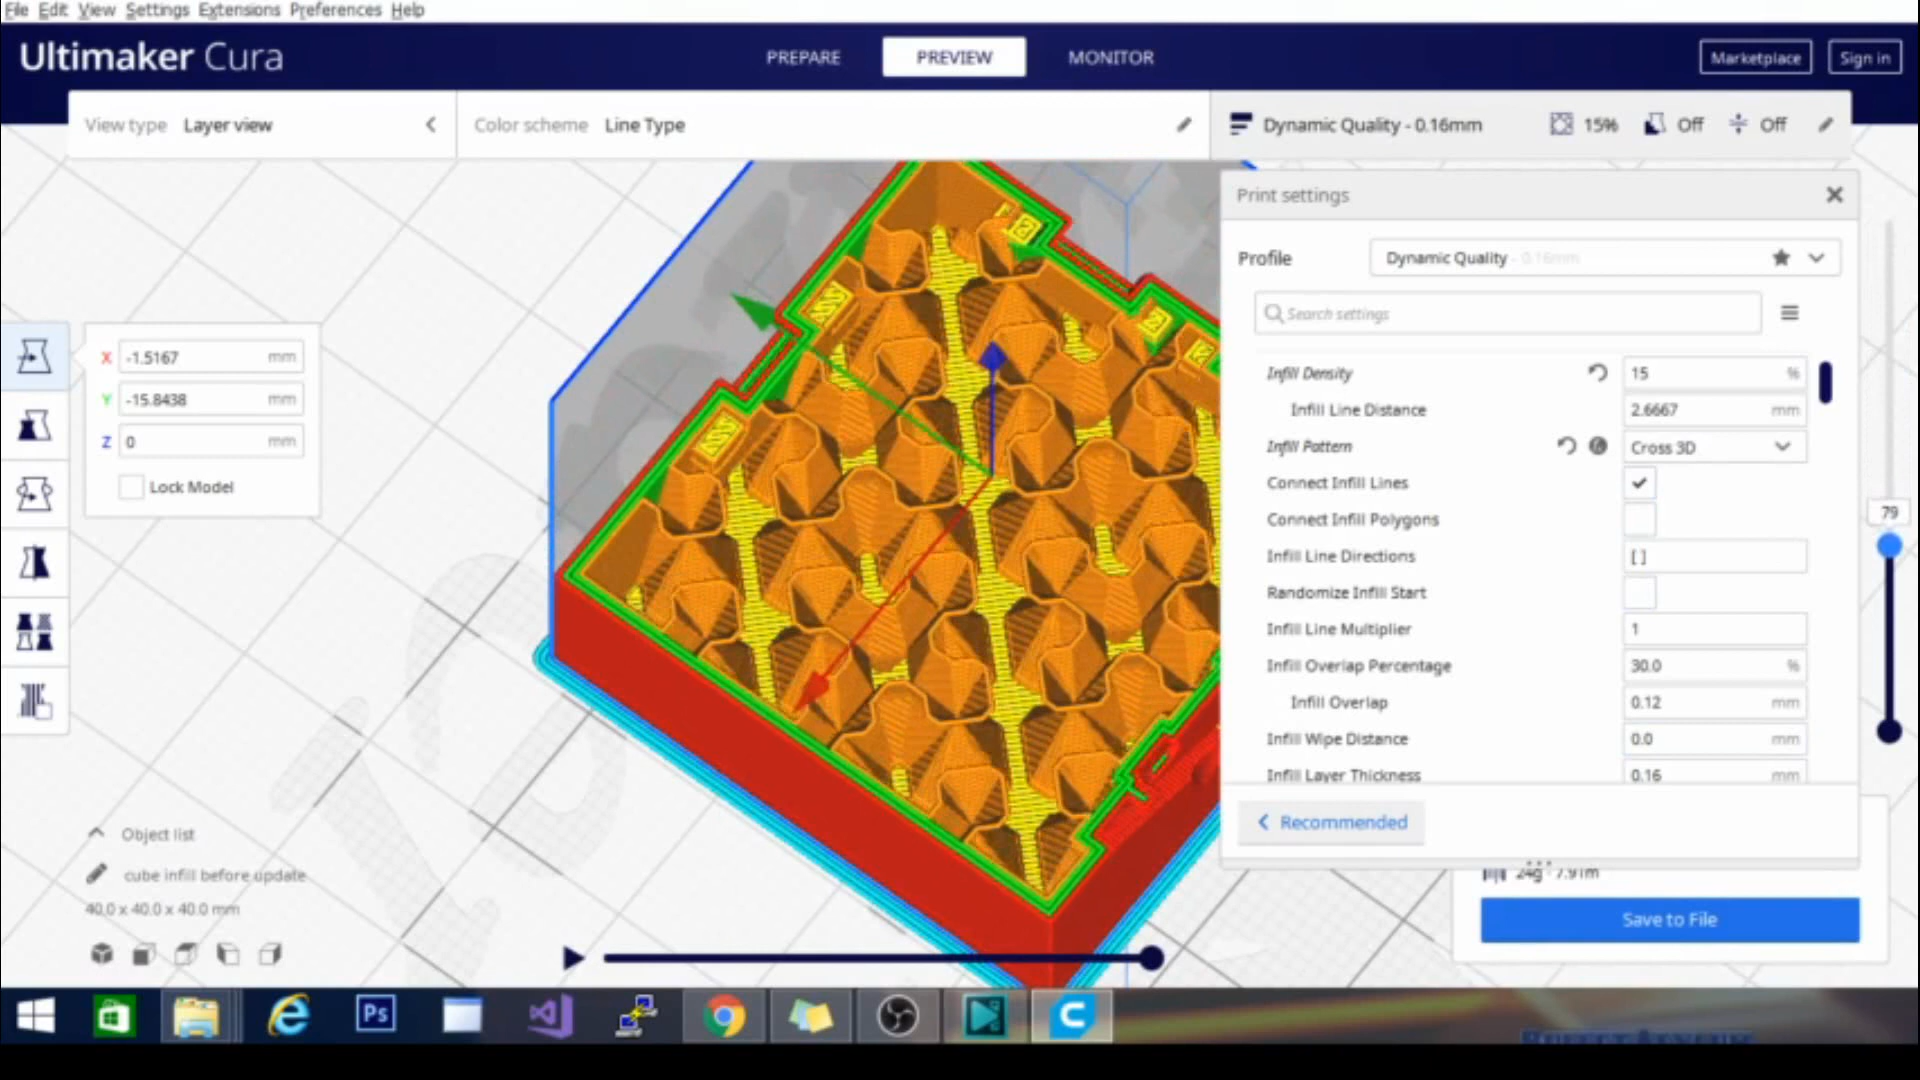 File Edit View Settings Extensions Preferences Help
Ultimaker Cura
PREPARE PREVIEW MONITOR
Marketplace Sign in
View type Layer view
Color scheme Line Type
Dynamic Quality - 0.16mm 15% Off Off
Print settings
Profile Dynamic Quality - 0.16mm
Search settings
X -1.5167 mm
Y -15.8438 mm
Z 0 mm
Lock Model
Infill Density 15 %
Infill Line Distance 2.6667 mm
Infill Pattern Cross 3D
Connect Infill Lines
Connect Infill Polygons
Infill Line Directions [ ]
Randomize Infill Start
Infill Line Multiplier 1
Infill Overlap Percentage 30.0 %
Infill Overlap 0.12 mm
Infill Wipe Distance 0.0 mm
Infill Layer Thickness 0.16 mm
79
Recommended
Object list
cube infill before update
40.0 x 40.0 x 40.0 mm
24g · 7.91m
Save to File
Ps